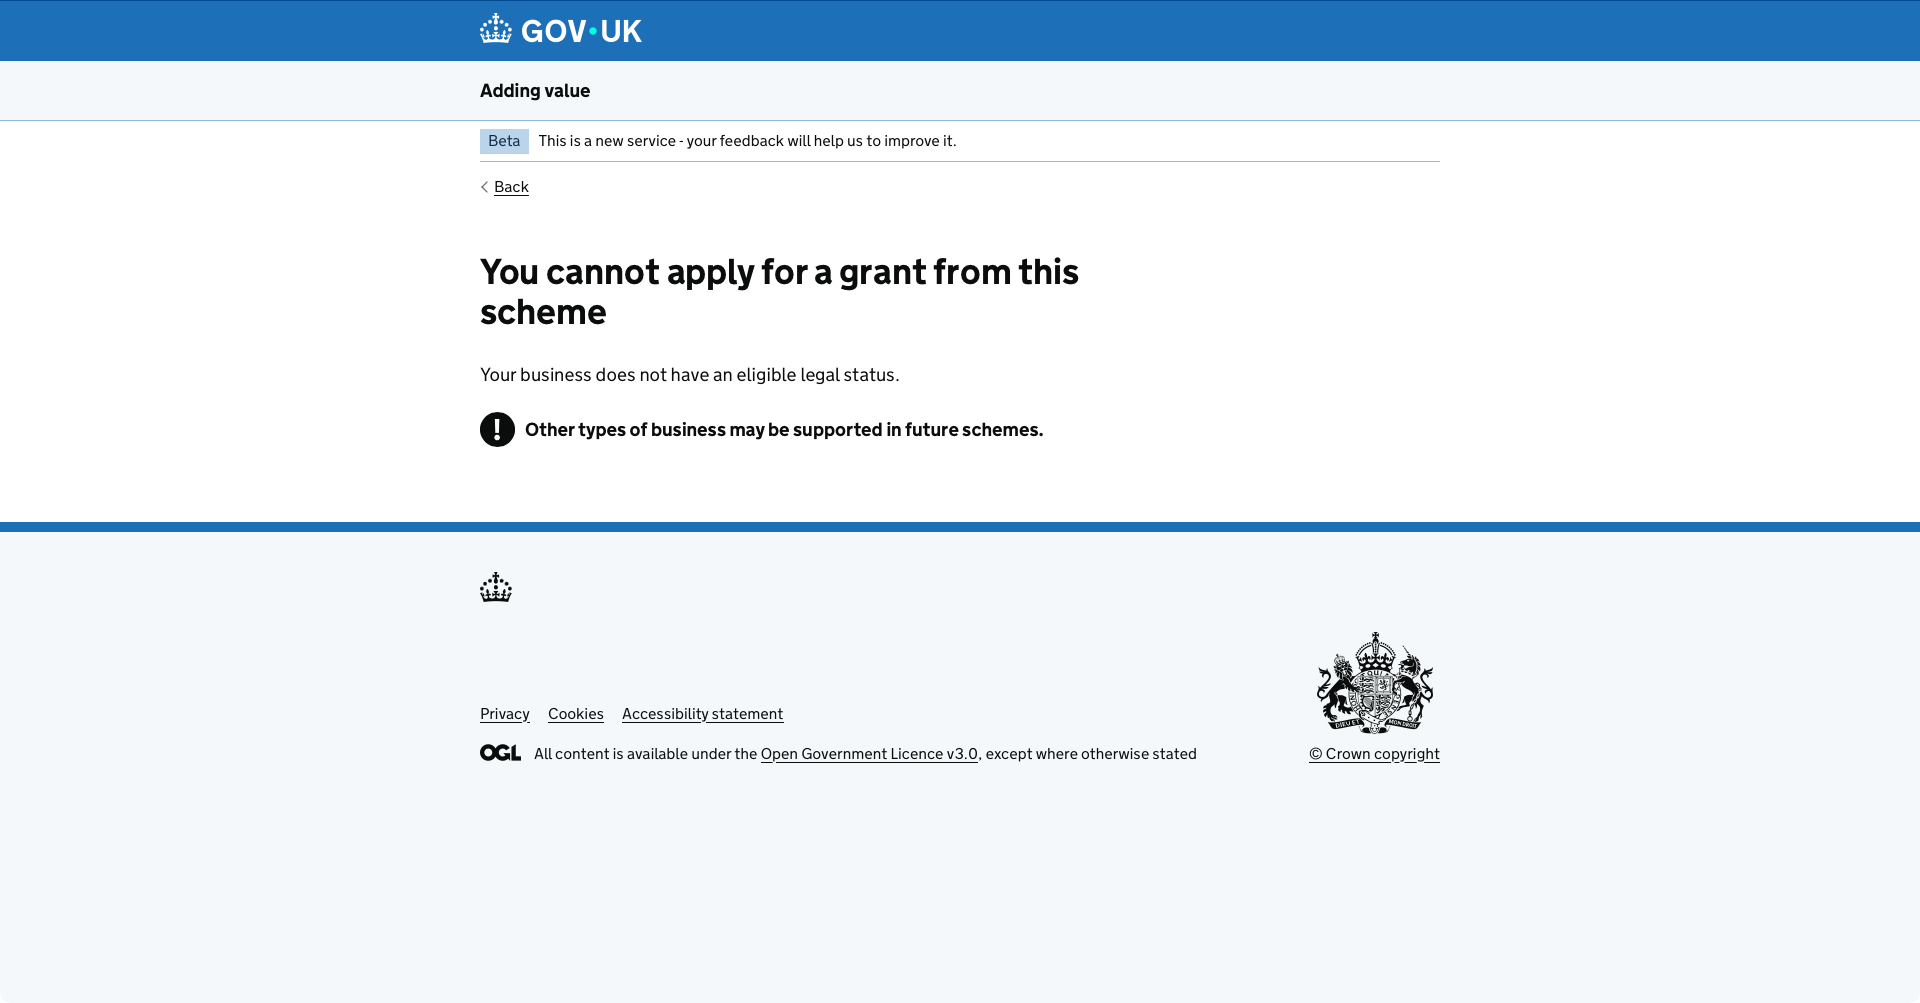 GOV•UK
Adding value
Beta This is a new service - your feedback will help us to improve it.
Back
You cannot apply for a grant from this
scheme
Your business does not have an eligible legal status.
! Other types of business may be supported in future schemes.
Privacy Cookies Accessibility statement
OGL All content is available under the Open Government Licence v3.0, except where otherwise stated
DIEU ET MON DROIT
© Crown copyright